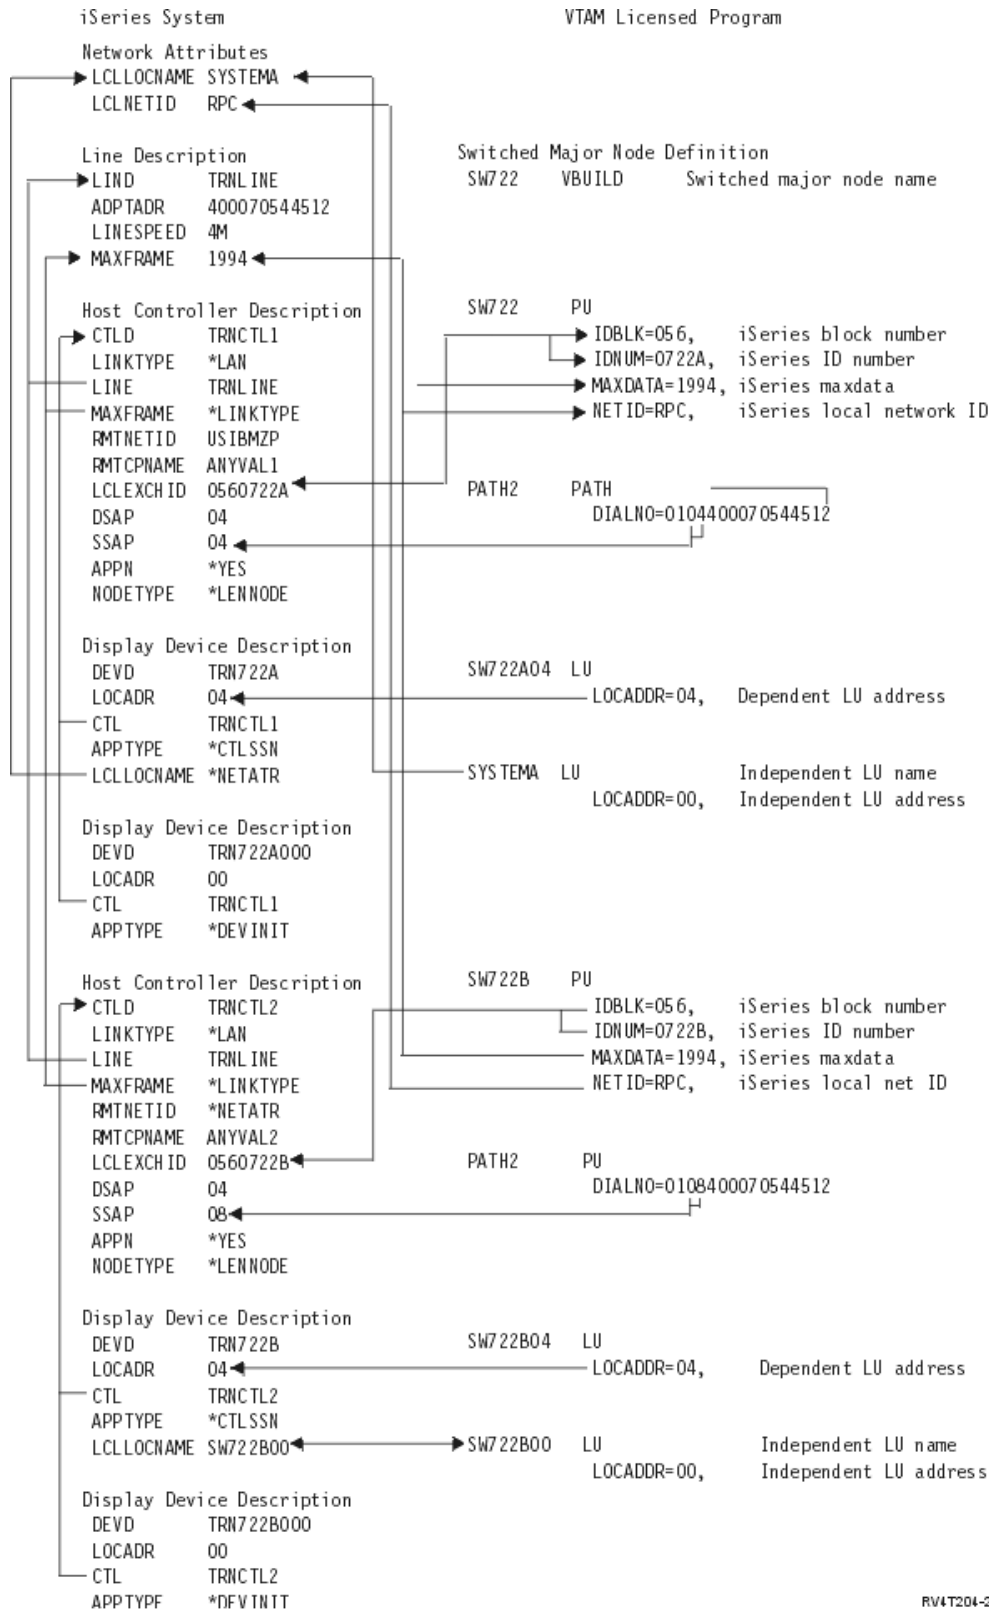 iSeries System VTAM Licensed Program
Network Attributes
LCLLOCNAME SYSTEMA
LCLNETID RPC
Line Description Switched Major Node Definition
LIND TRNLINE SW722 VBUILD Switched major node name
ADPTADR 400070544512
LINESPEED 4M
MAXFRAME 1994
Host Controller Description SW722 PU
CTLD TRNCTL1 IDBLK=056, iSeries block number
LINKTYPE *LAN IDNUM=0722A, iSeries ID number
LINE TRNLINE MAXDATA=1994, iSeries maxdata
MAXFRAME *LINKTYPE NETID=RPC, iSeries local network ID
RMTNETID USIBMZP
RMTCPNAME ANYVAL1
LCLEXCHID 0560722A PATH2 PATH
DSAP 04 DIALNO=0104400070544512
SSAP 04
APPN *YES
NODETYPE *LENNODE
Display Device Description
DEVD TRN722A SW722A04 LU
LOCADR 04 LOCADDR=04, Dependent LU address
CTL TRNCTL1
APPTYPE *CTLSSN
LCLLOCNAME *NETATR SYSTEMA LU Independent LU name
LOCADDR=00, Independent LU address
Display Device Description
DEVD TRN722A000
LOCADR 00
CTL TRNCTL1
APPTYPE *DEVINIT
Host Controller Description SW722B PU
CTLD TRNCTL2 IDBLK=056, iSeries block number
LINKTYPE *LAN IDNUM=0722B, iSeries ID number
LINE TRNLINE MAXDATA=1994, iSeries maxdata
MAXFRAME *LINKTYPE NETID=RPC, iSeries local net ID
RMTNETID *NETATR
RMTCPNAME ANYVAL2
LCLEXCHID 0560722B PATH2 PU
DSAP 04 DIALNO=0108400070544512
SSAP 08
APPN *YES
NODETYPE *LENNODE
Display Device Description
DEVD TRN722B SW722B04 LU
LOCADR 04 LOCADDR=04, Dependent LU address
CTL TRNCTL2
APPTYPE *CTLSSN
LCLLOCNAME SW722B00 SW722B00 LU Independent LU name
LOCADDR=00, Independent LU address
Display Device Description
DEVD TRN722B000
LOCADR 00
CTL TRNCTL2
APPTYPE *DEVINIT RV4T204-2